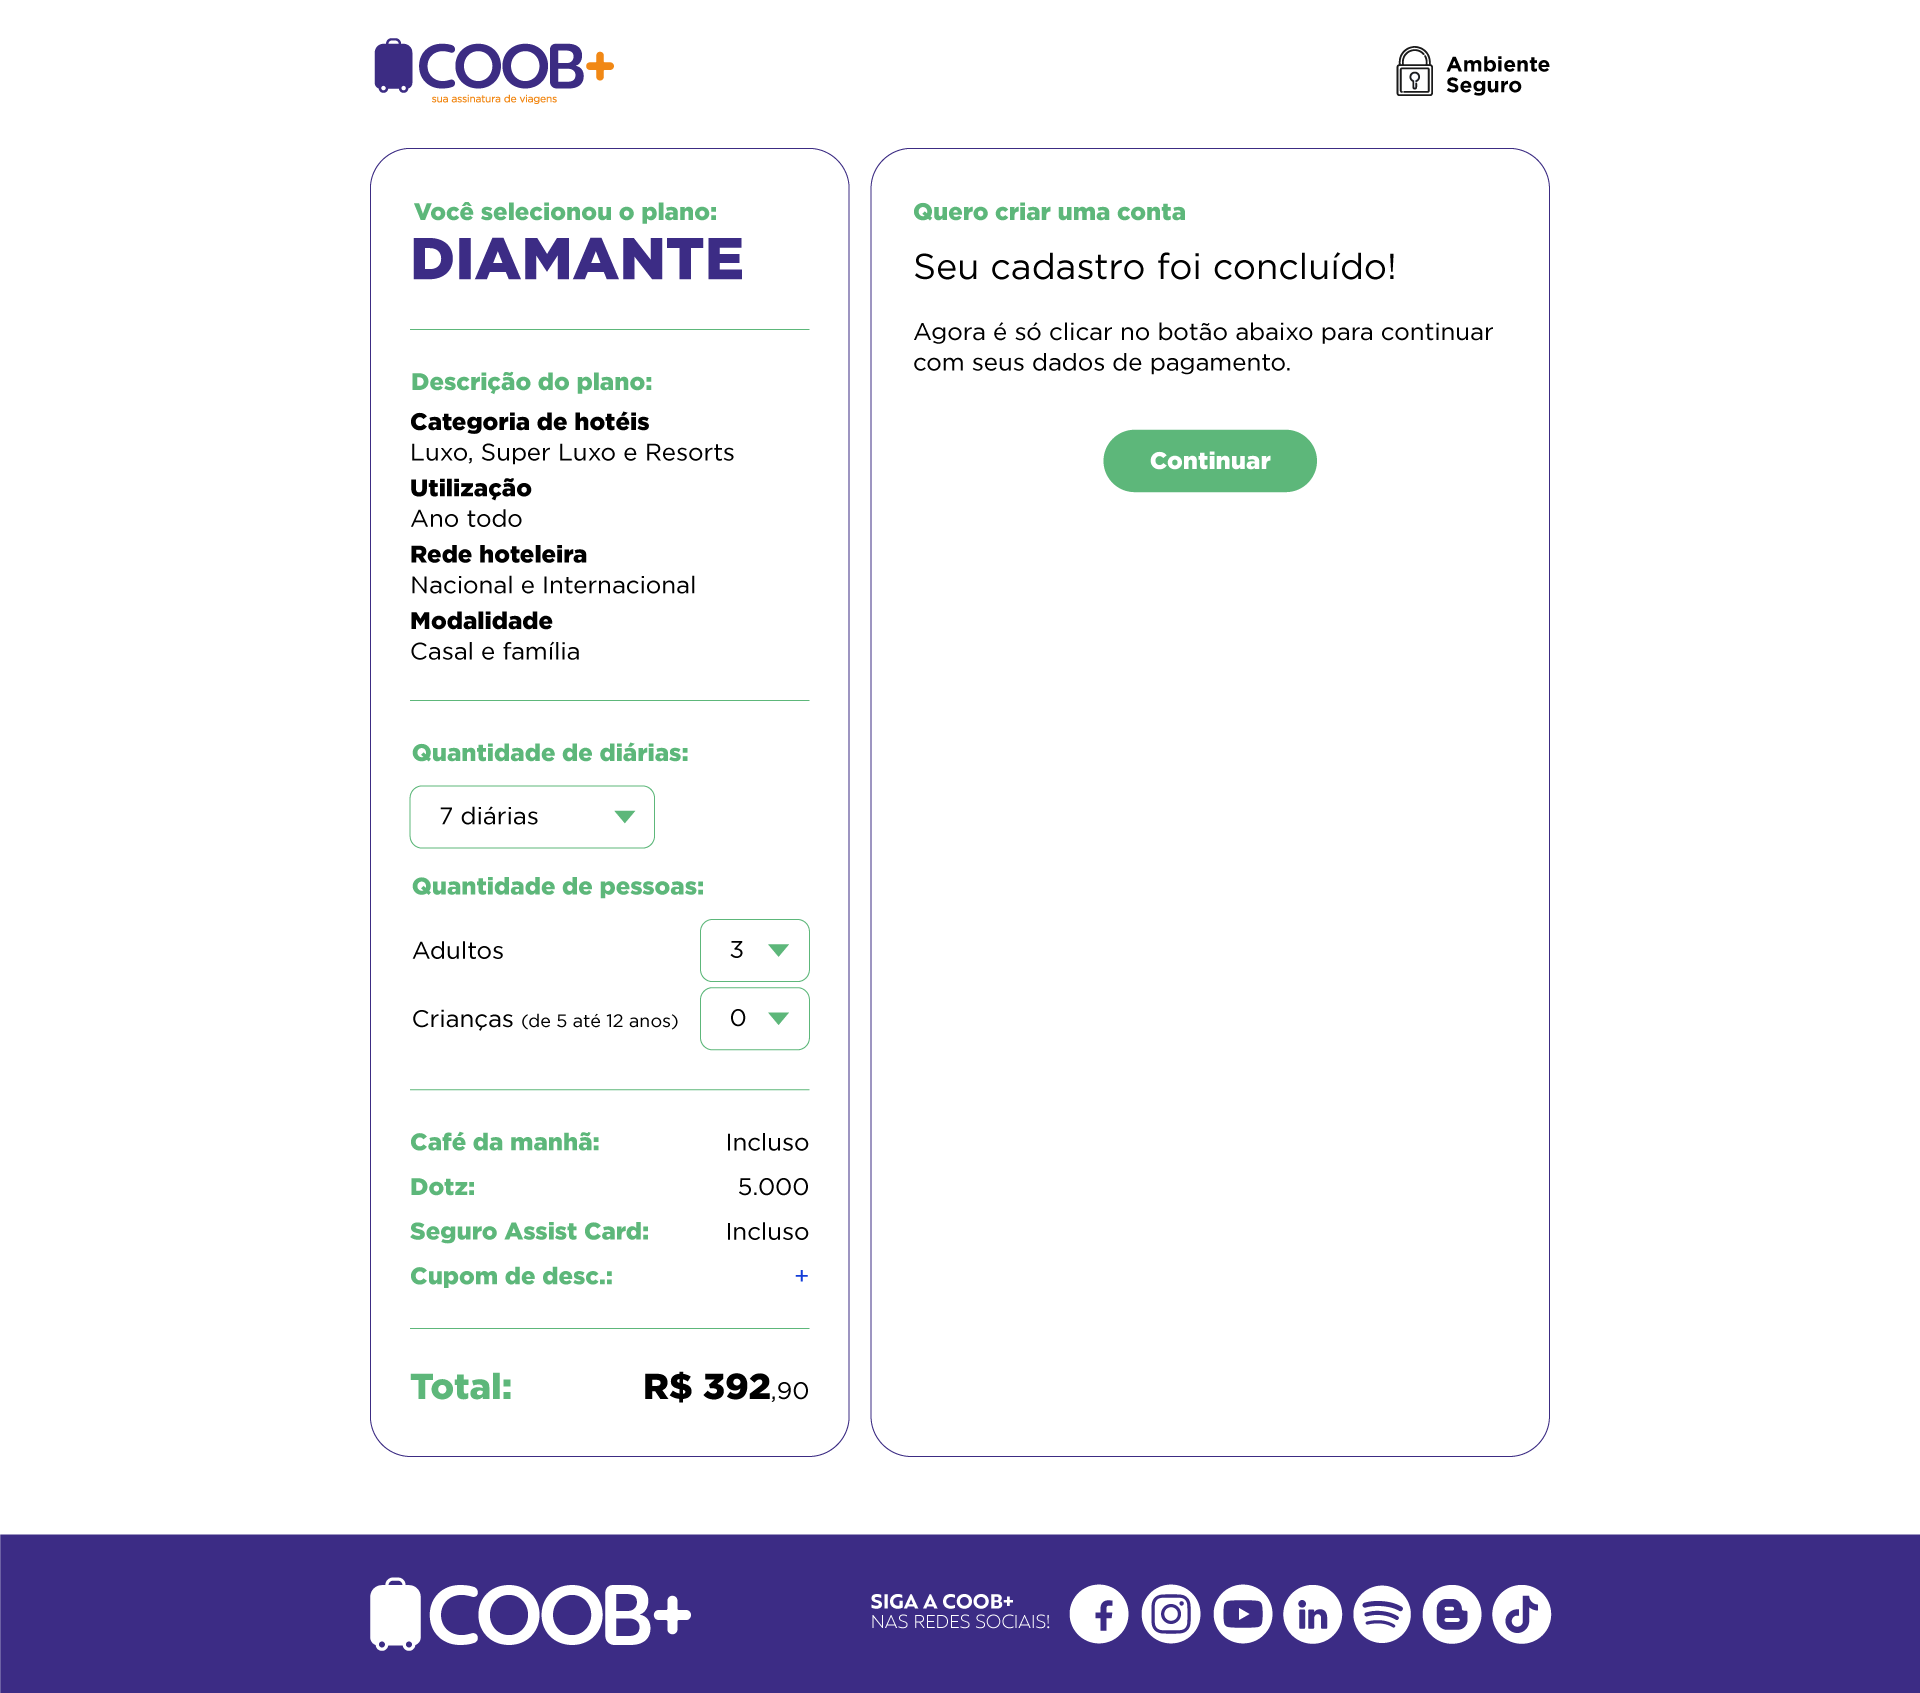 COOB+
sua assinatura de viagens
Ambiente
Seguro
Você selecionou o plano:
DIAMANTE
Descrição do plano:
Categoria de hotéis
Luxo, Super Luxo e Resorts
Utilização
Ano todo
Rede hoteleira
Nacional e Internacional
Modalidade
Casal e família
Quantidade de diárias:
7 diárias
Quantidade de pessoas:
Adultos 3
Crianças (de 5 até 12 anos) 0
Café da manhã: Incluso
Dotz: 5.000
Seguro Assist Card: Incluso
Cupom de desc.: +
Total: R$ 392,90
Quero criar uma conta
Seu cadastro foi concluído!
Agora é só clicar no botão abaixo para continuar
com seus dados de pagamento.
Continuar
COOB+
SIGA A COOB+
NAS REDES SOCIAIS!